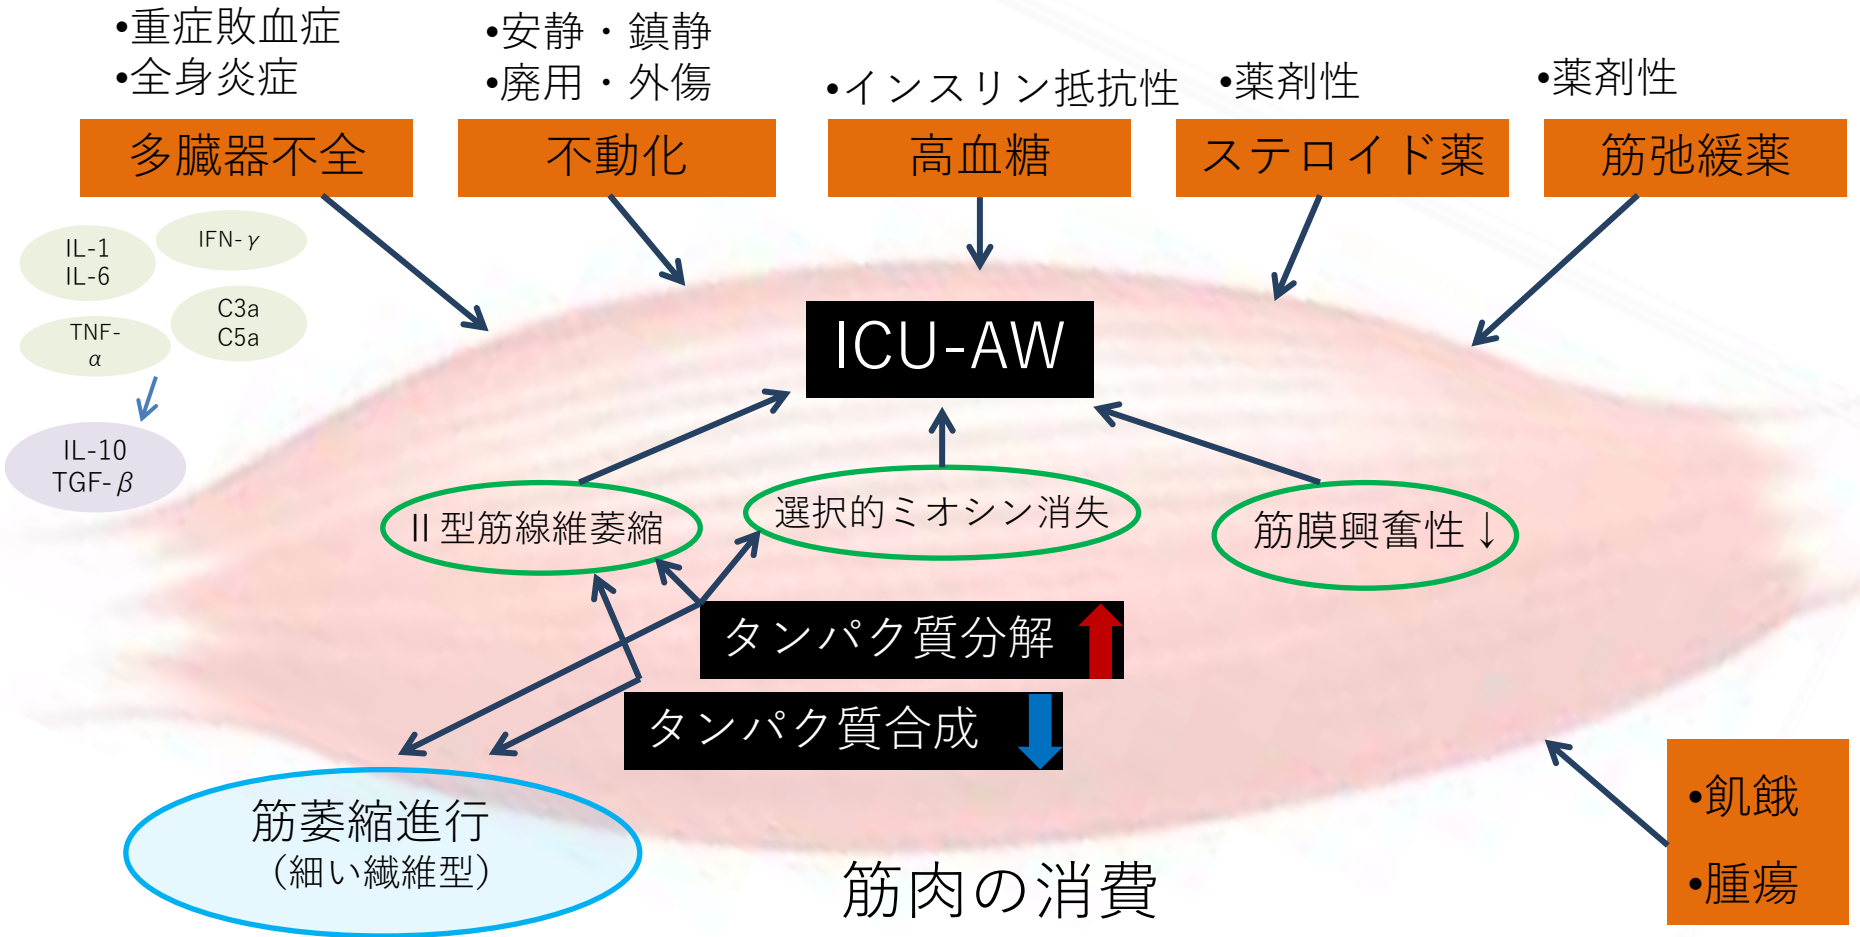 •重症敗血症
•全身炎症
•安静・鎮静
•廃用・外傷
•インスリン抵抗性
•薬剤性
•薬剤性
多臓器不全
不動化
高血糖
ステロイド薬
筋弛緩薬
IL-1
IL-6
IFN-γ
TNF-
α
C3a
C5a
IL-10
TGF-β
ICU-AW
Ⅱ型筋線維萎縮
選択的ミオシン消失
筋膜興奮性↓
タンパク質分解
タンパク質合成
筋萎縮進行
（細い繊維型）
筋肉の消費
•飢餓
•腫瘍